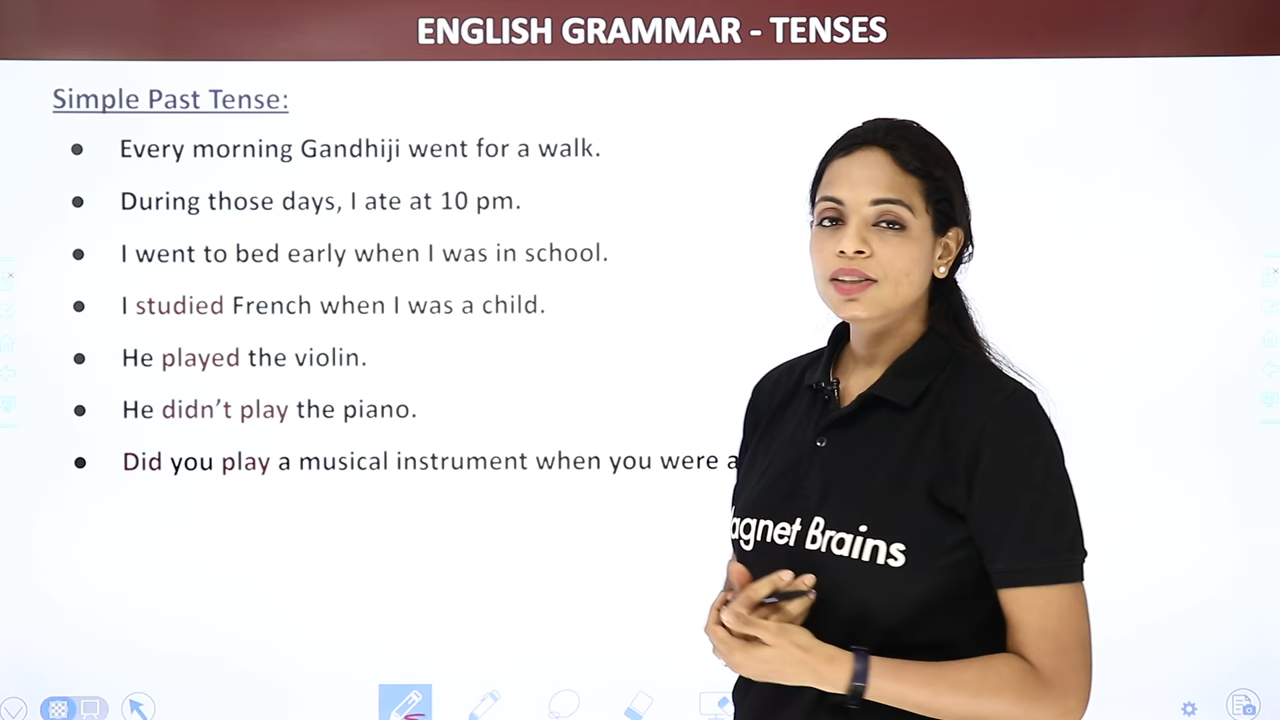 ENGLISH GRAMMAR - TENSES
Simple Past Tense:
● Every morning Gandhiji went for a walk.
● During those days, I ate at 10 pm.
● I went to bed early when I was in school.
● I studied French when I was a child.
● He played the violin.
● He didn't play the piano.
● Did you play a musical instrument when you were a
agnet Brains